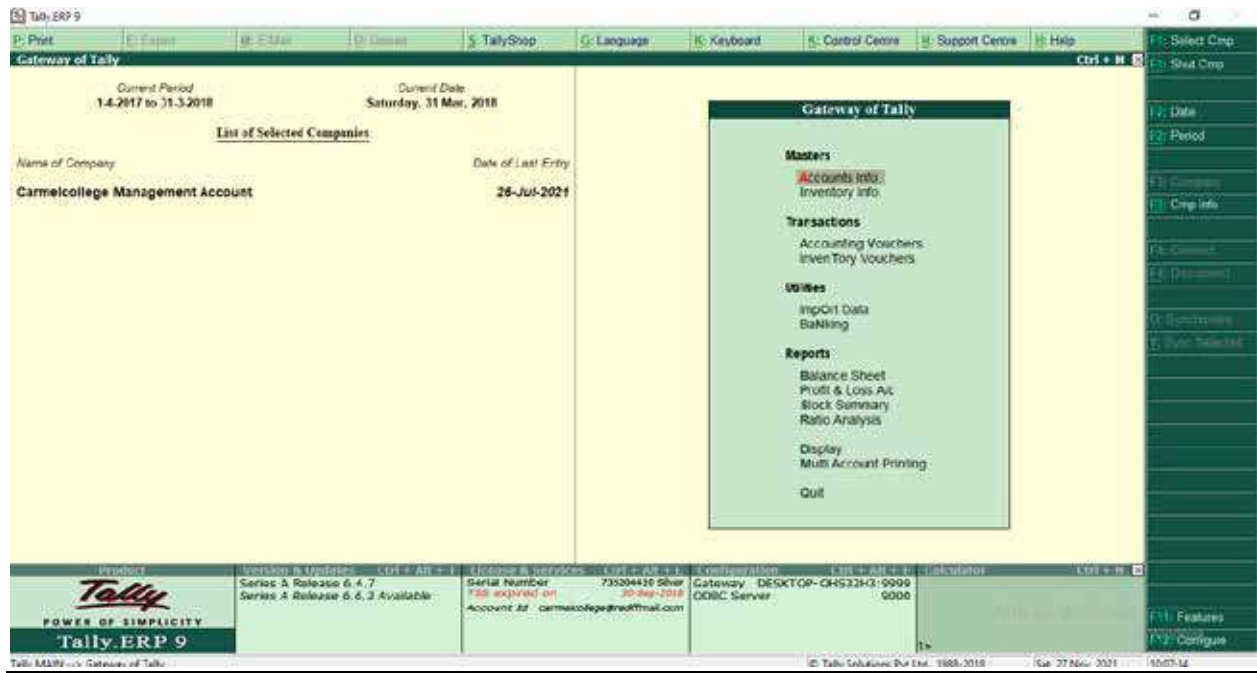 Tally.ERP 9
P: Print E: Export M: E-Mail O: Upload S: TallyShop G: Language K: Keyboard K: Control Centre H: Support Centre H: Help
F1: Select Cmp
Gateway of Tally Ctrl + M
F1: Shut Cmp
Current Period Current Date
1-4-2017 to 31-3-2018 Saturday, 31 Mar, 2018
List of Selected Companies
Name of Company Date of Last Entry
Carmelcollege Management Account 26-Jul-2021
Gateway of Tally
Masters
Accounts Info.
Inventory Info.
Transactions
Accounting Vouchers
InvenTory Vouchers
Utilities
ImpOrt Data
BaNking
Reports
Balance Sheet
Profit & Loss A/c
Stock Summary
Ratio Analysis
Display
Multi Account Printing
Quit
F2: Date
F2: Period
F3: Company
F3: Cmp Info
F4: Connect
F4: Disconnect
O: Synchronise
Y: Sync Selected
F11: Features
F12: Configure
Product
Tally
POWER OF SIMPLICITY
Tally.ERP 9
Version & Updates Ctrl + Alt + T
Series A Release 6.4.7
Series A Release 6.6.3 Available
License & Services Ctrl + Alt + L
Serial Number 735204410 Silver
TSS expired on 30-Sep-2018
Account Id carmelcollege@rediffmail.com
Configuration Ctrl + Alt + F
Gateway
ODBC Server 9000
Calculator Ctrl + N
1>
Tally MAIN --> Gateway of Tally
© Tally Solutions Pvt Ltd., 1988-2018
Sat, 27 Nov, 2021
10:07:14